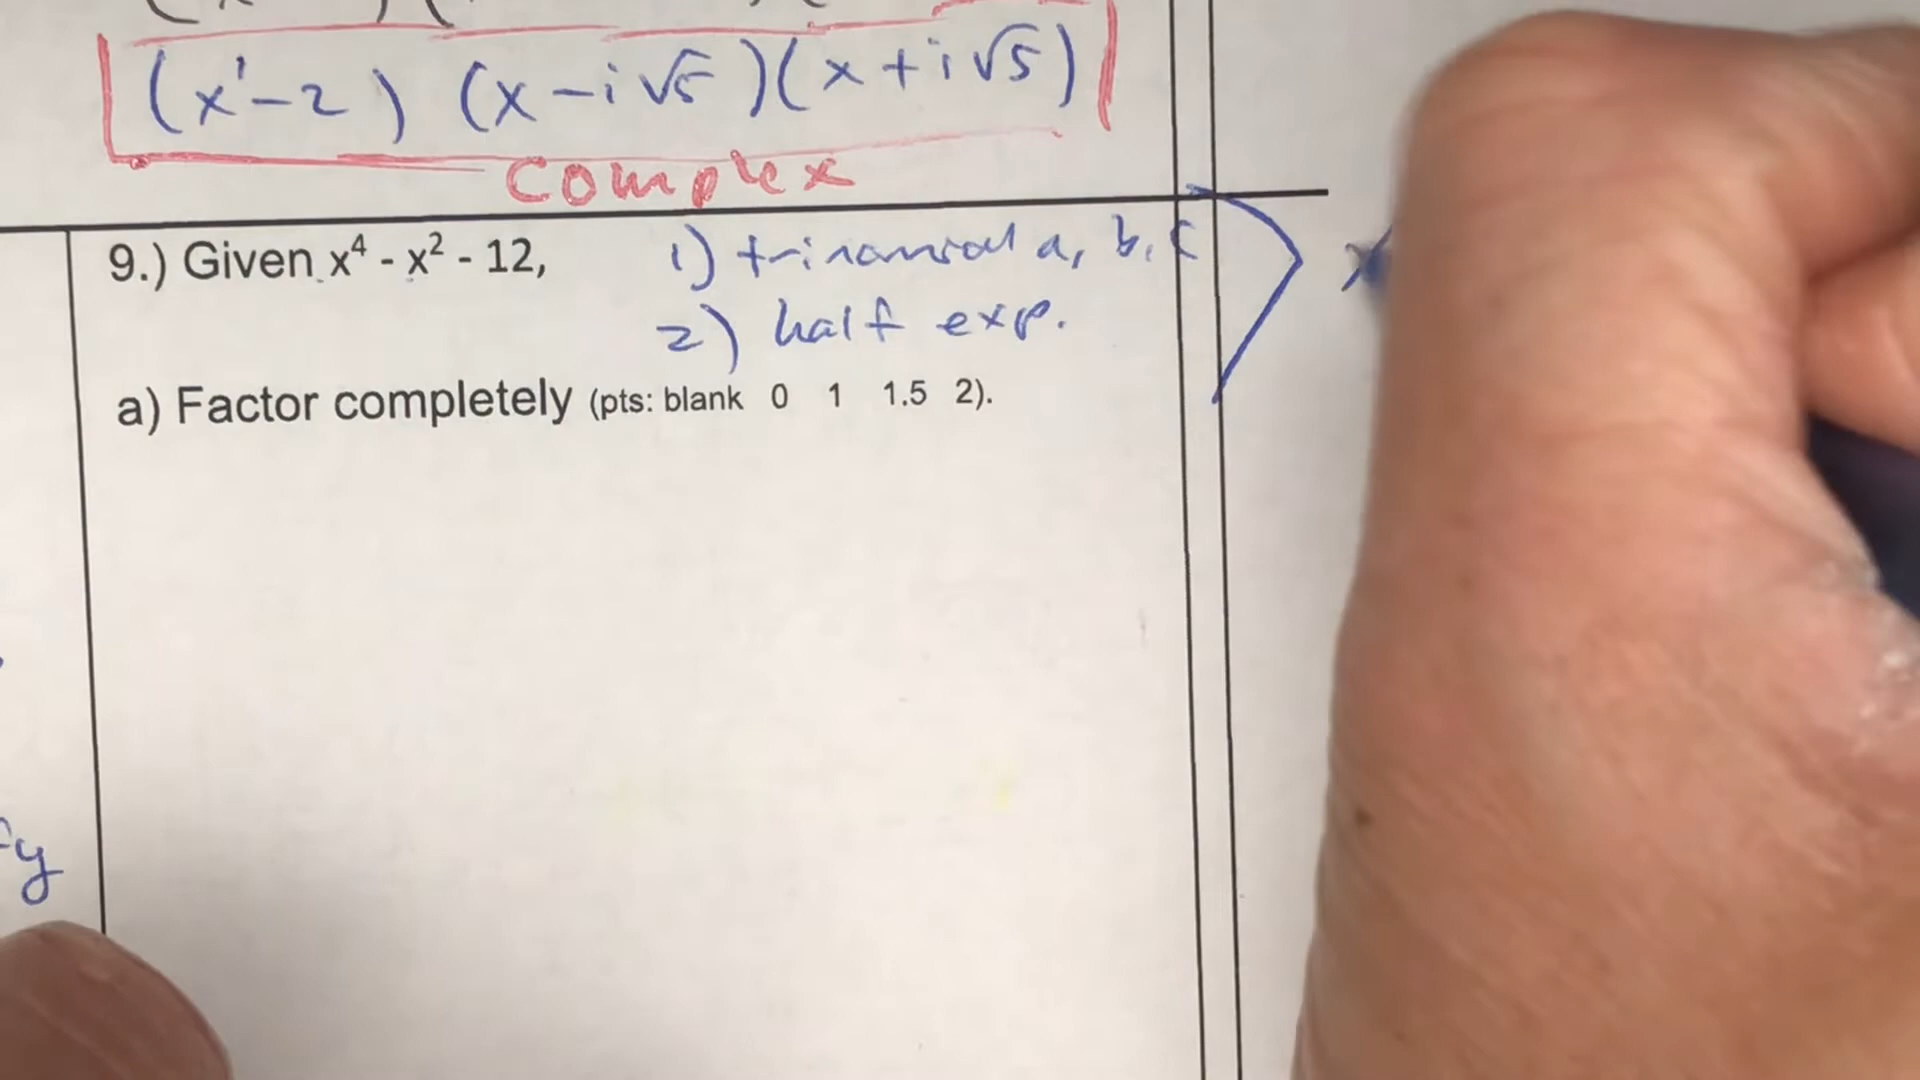 (x'-2) (x-i√5)(x+i√5)
complex
9.) Given x⁴ - x² - 12,
1) trinomial a, b, c
2) half exp.
x
a) Factor completely (pts: blank 0 1 1.5 2).
y